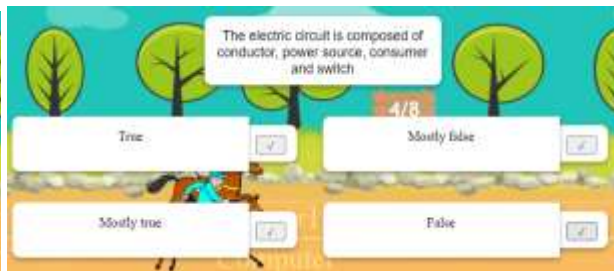 The electric circuit is composed of
conductor, power source, consumer
and switch
4/8
True
Mostly false
Mostly true
False
Computer